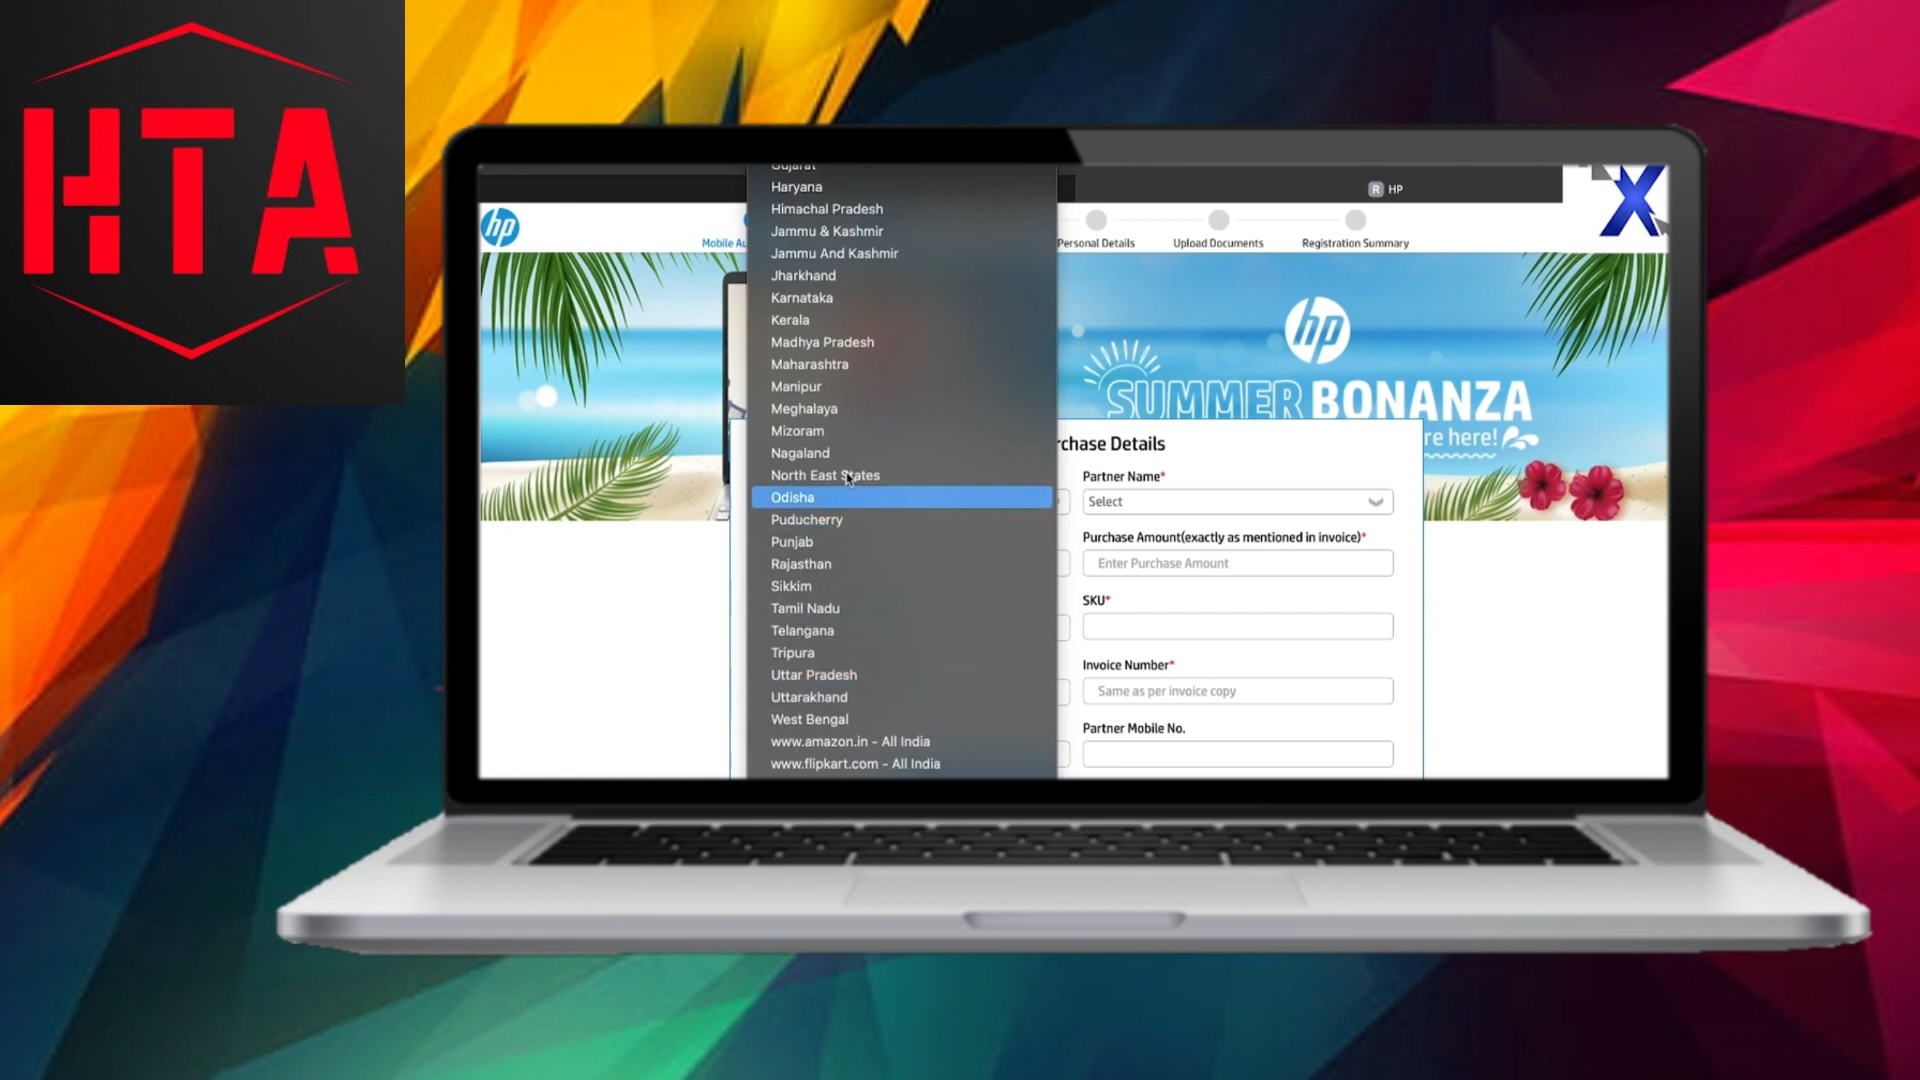 HTA
R HP
hp
Mobile Au
Personal Details
Upload Documents
Registration Summary
Gujarat
Haryana
Himachal Pradesh
Jammu & Kashmir
Jammu And Kashmir
Jharkhand
Karnataka
Kerala
Madhya Pradesh
Maharashtra
Manipur
Meghalaya
Mizoram
Nagaland
North East States
Odisha
Puducherry
Punjab
Rajasthan
Sikkim
Tamil Nadu
Telangana
Tripura
Uttar Pradesh
Uttarakhand
West Bengal
www.amazon.in - All India
www.flipkart.com - All India
X
hp
SUMMER BONANZA
re here!
rchase Details
Partner Name*
Select
Purchase Amount(exactly as mentioned in invoice)*
Enter Purchase Amount
SKU*
Invoice Number*
Same as per invoice copy
Partner Mobile No.